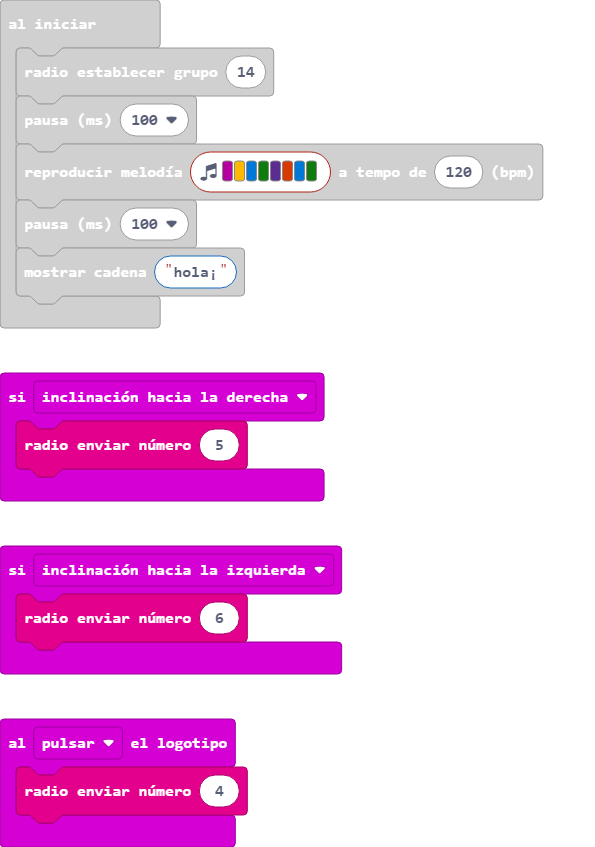 al iniciar
radio establecer grupo 14
pausa (ms) 100
reproducir melodía a tempo de 120 (bpm)
pausa (ms) 100
mostrar cadena "hola¡"
si inclinación hacia la derecha
radio enviar número 5
si inclinación hacia la izquierda
radio enviar número 6
al pulsar el logotipo
radio enviar número 4